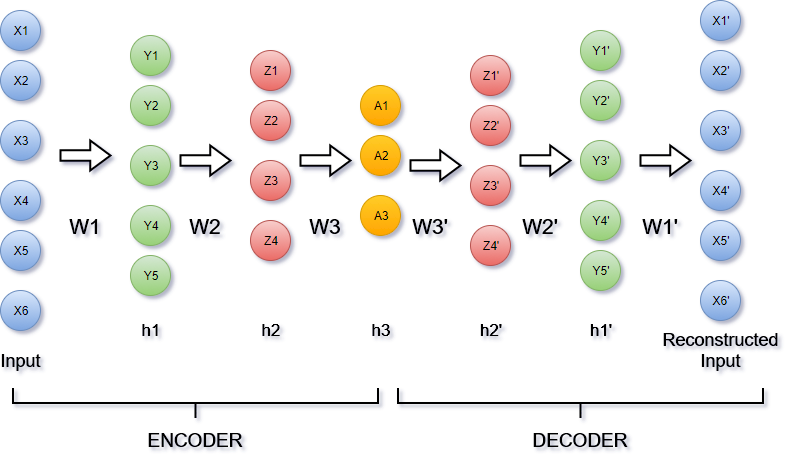 X1
X2
X3
X4
X5
X6
Input
W1
Y1
Y2
Y3
Y4
Y5
h1
W2
Z1
Z2
Z3
Z4
h2
W3
A1
A2
A3
h3
W3'
Z1'
Z2'
Z3'
Z4'
h2'
W2'
Y1'
Y2'
Y3'
Y4'
Y5'
h1'
W1'
X1'
X2'
X3'
X4'
X5'
X6'
Reconstructed
Input
ENCODER
DECODER